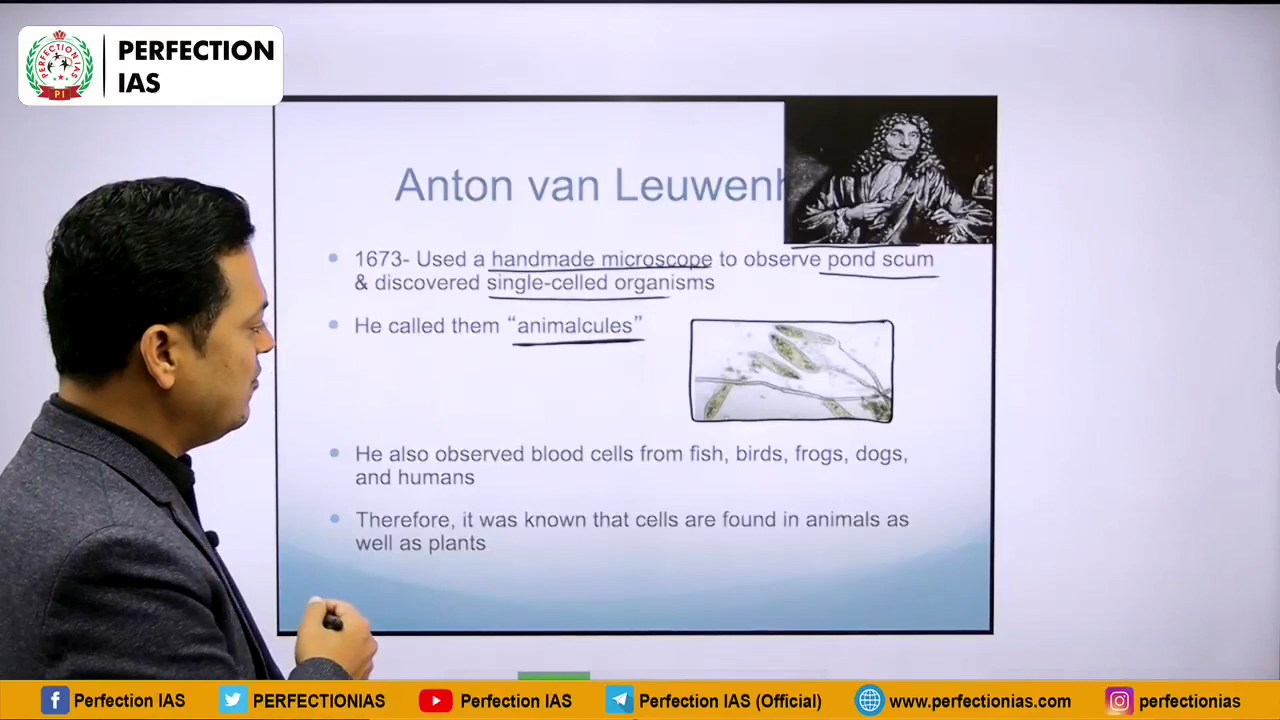 PERFECTION
IAS
PERFECTION IAS
PI
Anton van Leuwenh
1673- Used a handmade microscope to observe pond scum
& discovered single-celled organisms
He called them “animalcules”
He also observed blood cells from fish, birds, frogs, dogs,
and humans
Therefore, it was known that cells are found in animals as
well as plants
Perfection IAS
PERFECTIONIAS
Perfection IAS
Perfection IAS (Official)
www.perfectionias.com
perfectionias